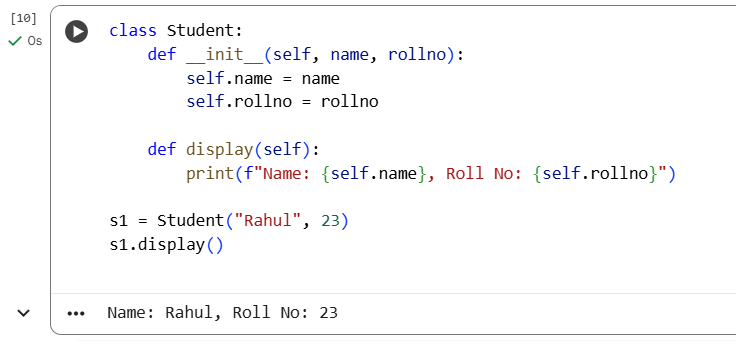 [10]
0s
class Student:
    def __init__(self, name, rollno):
        self.name = name
        self.rollno = rollno
    def display(self):
        print(f"Name: {self.name}, Roll No: {self.rollno}")
s1 = Student("Rahul", 23)
s1.display()
Name: Rahul, Roll No: 23